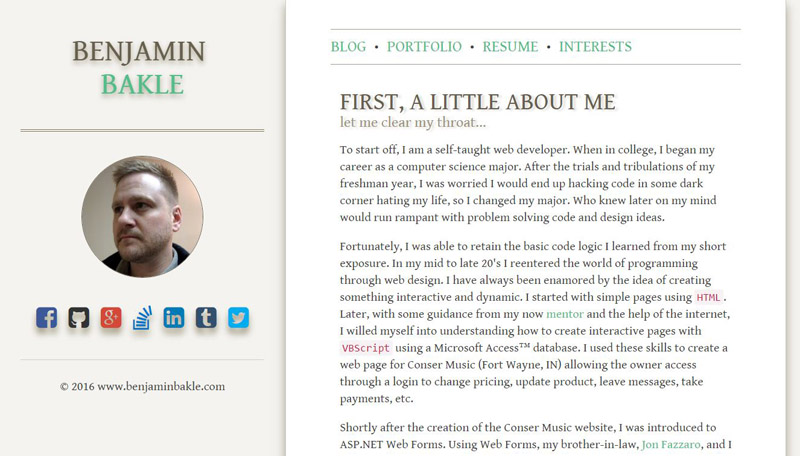 BENJAMIN
BAKLE
© 2016 www.benjaminbakle.com
BLOG • PORTFOLIO • RESUME • INTERESTS
FIRST, A LITTLE ABOUT ME
let me clear my throat...
To start off, I am a self-taught web developer. When in college, I began my
career as a computer science major. After the trials and tribulations of my
freshman year, I was worried I would end up hacking code in some dark
corner hating my life, so I changed my major. Who knew later on my mind
would run rampant with problem solving code and design ideas.
Fortunately, I was able to retain the basic code logic I learned from my short
exposure. In my mid to late 20's I reentered the world of programming
through web design. I have always been enamored by the idea of creating
something interactive and dynamic. I started with simple pages using HTML.
Later, with some guidance from my now mentor and the help of the internet,
I willed myself into understanding how to create interactive pages with
VBScript using a Microsoft Access™ database. I used these skills to create a
web page for Conser Music (Fort Wayne, IN) allowing the owner access
through a login to change pricing, update product, leave messages, take
payments, etc.
Shortly after the creation of the Conser Music website, I was introduced to
ASP.NET Web Forms. Using Web Forms, my brother-in-law, Jon Fazzaro, and I